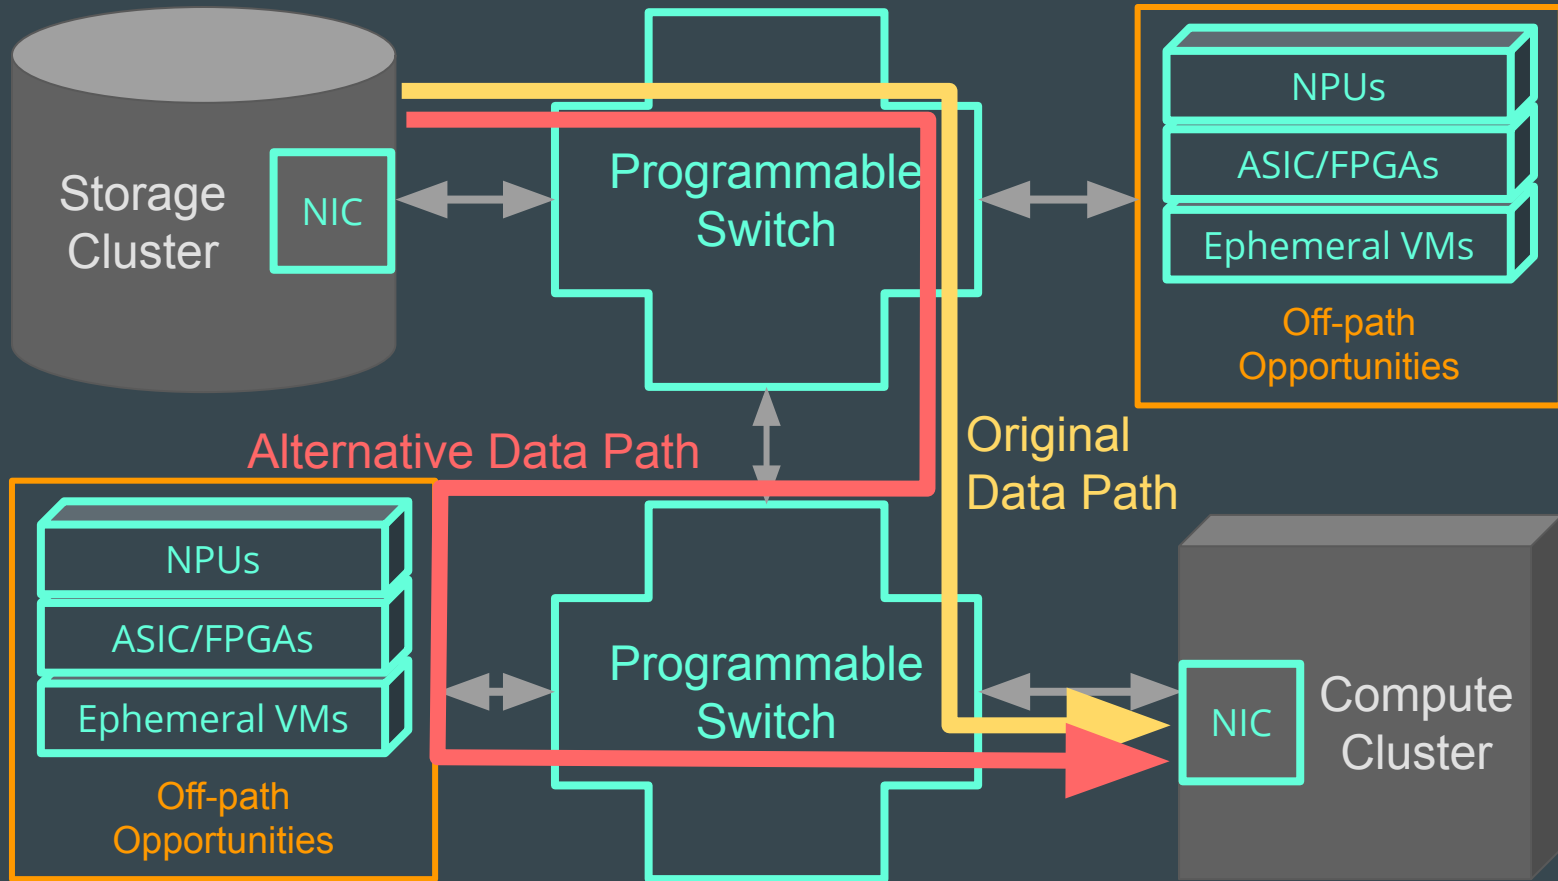 Storage
Cluster
NIC
Programmable
Switch
NPUs
ASIC/FPGAs
Ephemeral VMs
Off-path
Opportunities
Alternative Data Path
Original
Data Path
NPUs
ASIC/FPGAs
Ephemeral VMs
Off-path
Opportunities
Programmable
Switch
NIC
Compute
Cluster